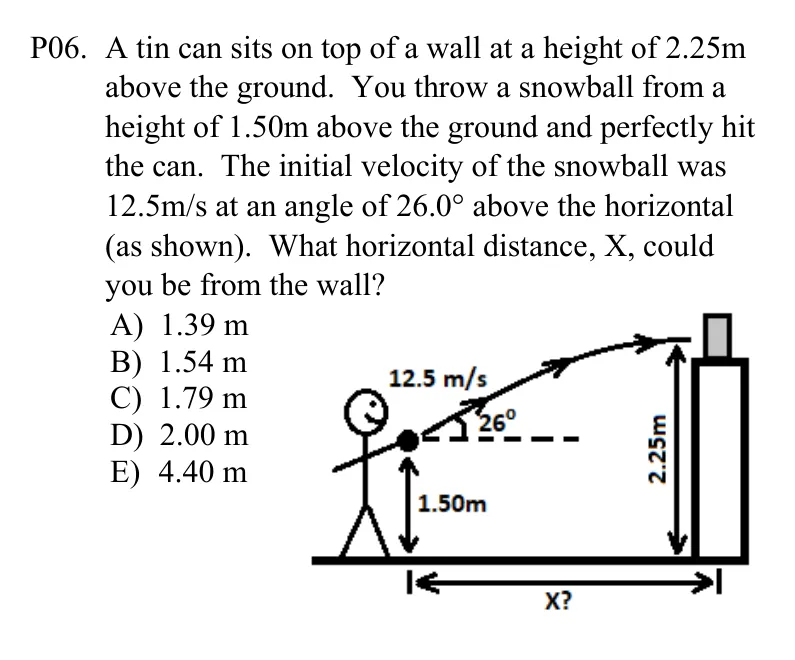 P06. A tin can sits on top of a wall at a height of 2.25m
above the ground. You throw a snowball from a
height of 1.50m above the ground and perfectly hit
the can. The initial velocity of the snowball was
12.5m/s at an angle of 26.0° above the horizontal
(as shown). What horizontal distance, X, could
you be from the wall?
A) 1.39 m
B) 1.54 m
C) 1.79 m
D) 2.00 m
E) 4.40 m
12.5 m/s
26⁰
2.25m
1.50m
X?